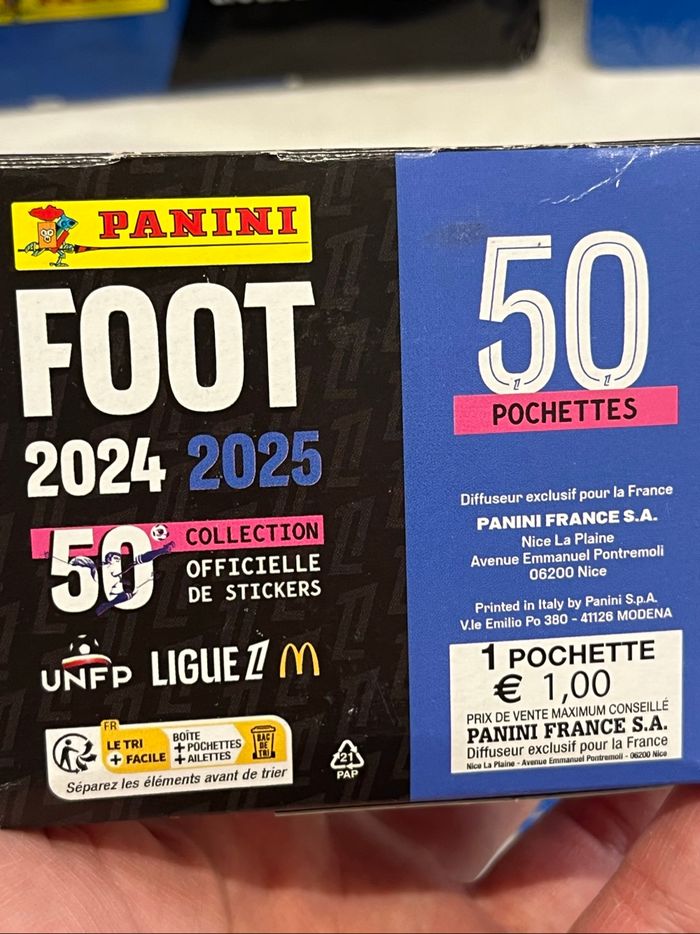 PANINI
FOOT
2024 2025
50e COLLECTION
OFFICIELLE
DE STICKERS
UNFP LIGUE 1 M
FR
LE TRI
+ FACILE
BOÎTE
+ POCHETTES
+ AILETTES
BAC
DE
TRI
Séparez les éléments avant de trier
21
PAP
50
POCHETTES
Diffuseur exclusif pour la France
PANINI FRANCE S.A.
Nice La Plaine
Avenue Emmanuel Pontremoli
06200 Nice
Printed in Italy by Panini S.p.A.
V.le Emilio Po 380 - 41126 MODENA
1 POCHETTE
€ 1,00
PRIX DE VENTE MAXIMUM CONSEILLÉ
PANINI FRANCE S.A.
Diffuseur exclusif pour la France
Nice La Plaine - Avenue Emmanuel Pontremoli - 06200 Nice